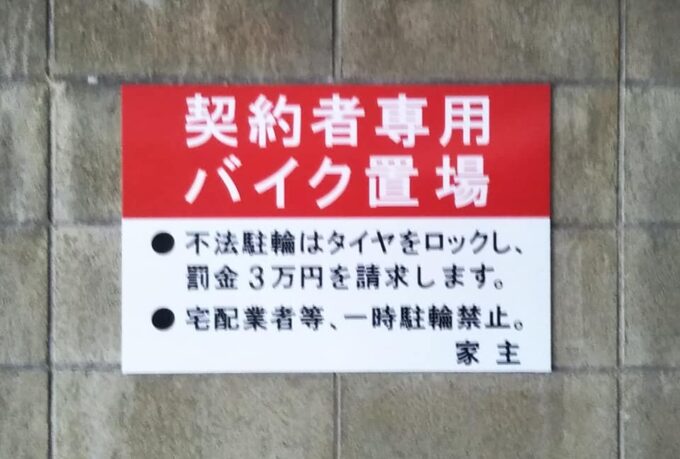 契約者専用
バイク置場
●不法駐輪はタイヤをロックし、
罰金3万円を請求します。
●宅配業者等、一時駐輪禁止。
家主